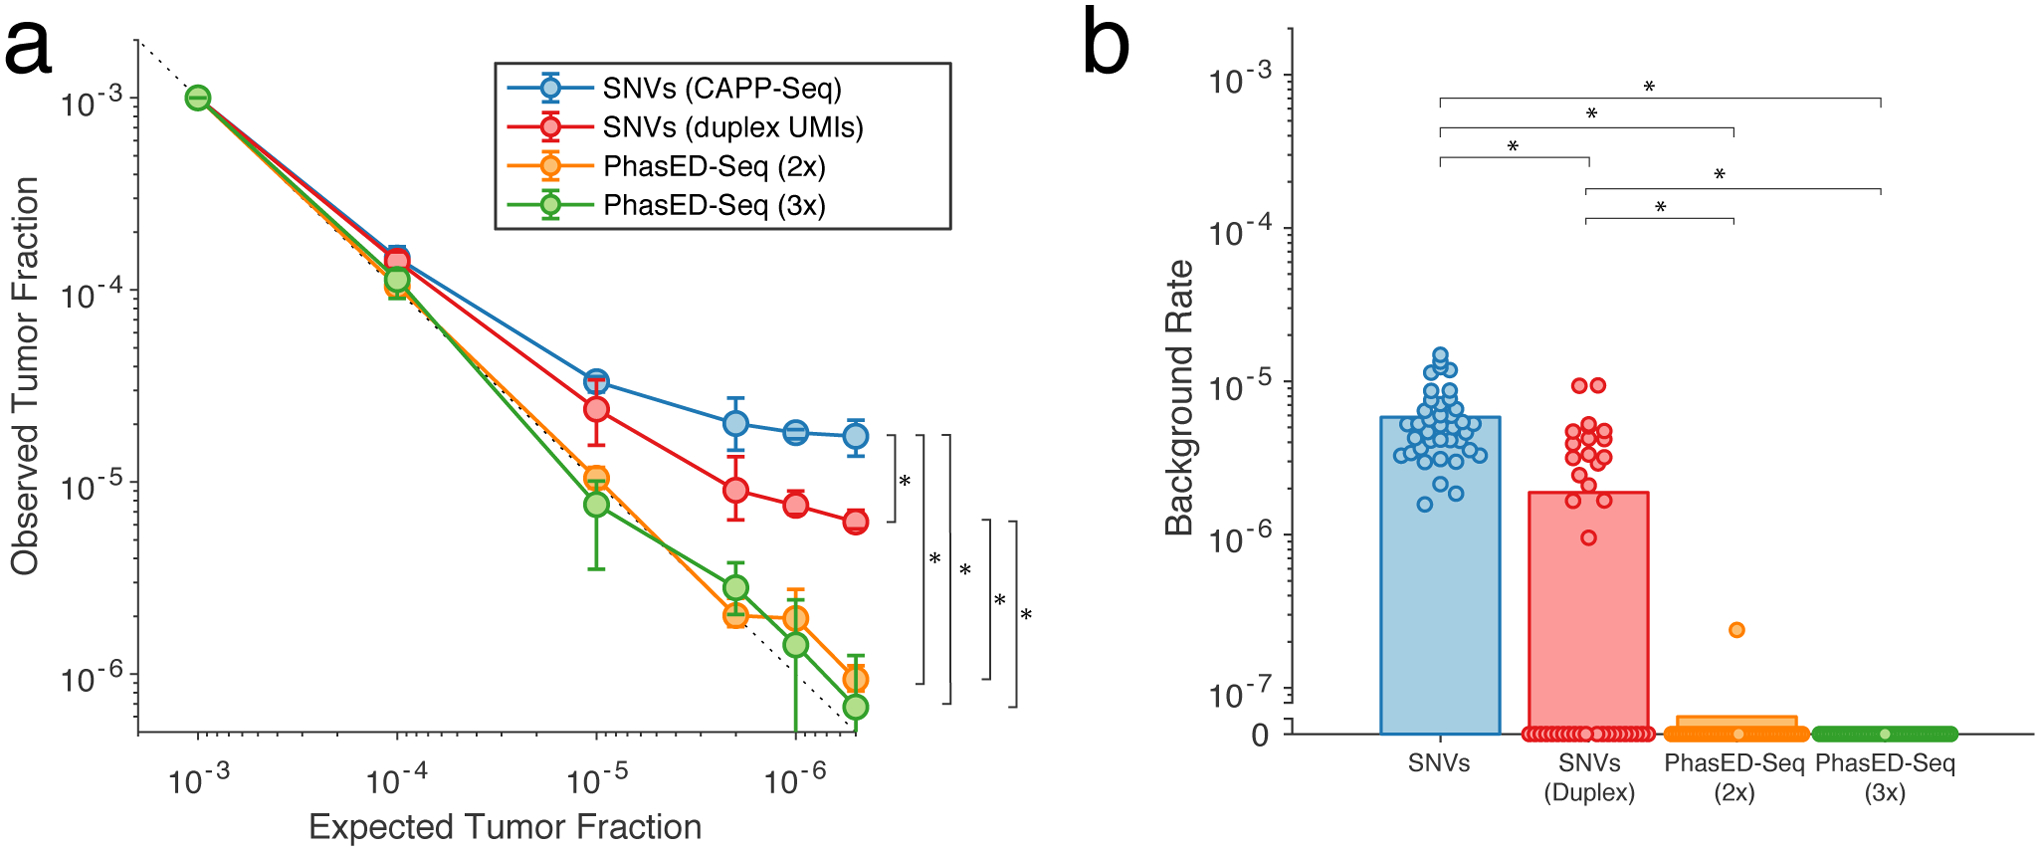 a
Observed Tumor Fraction
10-3
10-4
10-5
10-6
SNVs (CAPP-Seq)
SNVs (duplex UMIs)
PhasED-Seq (2x)
PhasED-Seq (3x)
*
*
*
*
*
10-3
10-4
10-5
10-6
Expected Tumor Fraction
b
Background Rate
10-3
10-4
10-5
10-6
10-7
0
*
*
*
*
*
SNVs
SNVs
(Duplex)
PhasED-Seq
(2x)
PhasED-Seq
(3x)